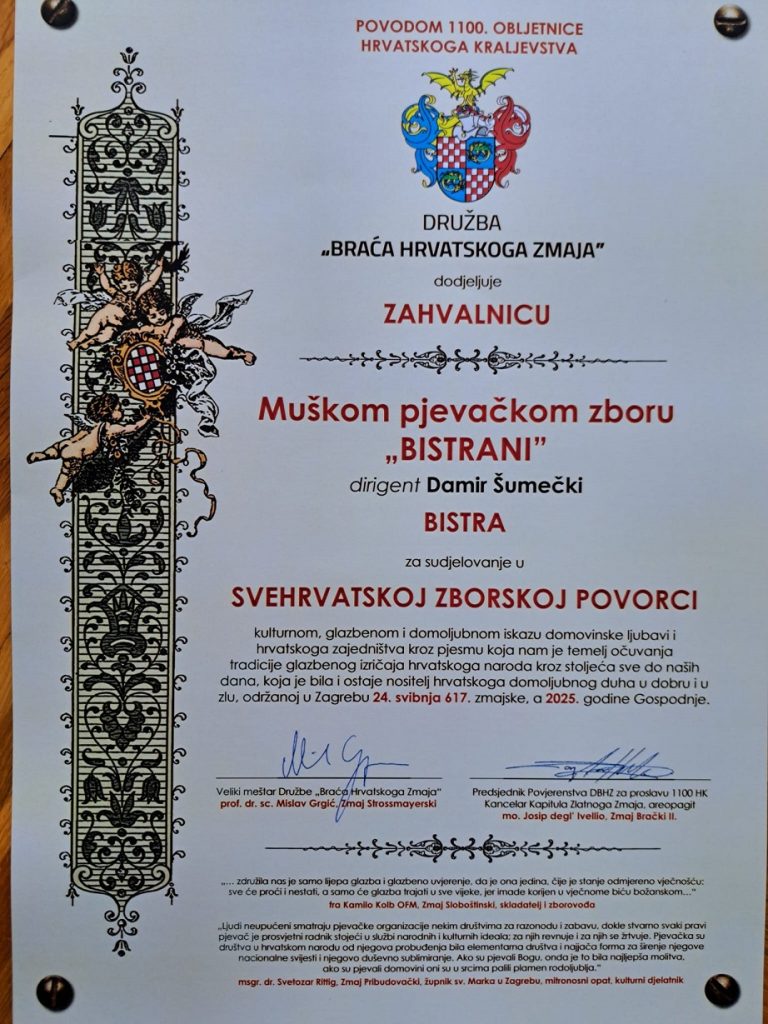 POVODOM 1100. OBLJETNICE
HRVATSKOGA KRALJEVSTVA
DRUŽBA
„BRAĆA HRVATSKOGA ZMAJA”
dodjeljuje
ZAHVALNICU
Muškom pjevačkom zboru
„BISTRANI”
dirigent Damir Šumečki
BISTRA
za sudjelovanje u
SVEHRVATSKOJ ZBORSKOJ POVORCI
kulturnom, glazbenom i domoljubnom iskazu domovinske ljubavi i
hrvatskoga zajedništva kroz pjesmu koja nam je temelj očuvanja
tradicije glazbenog izričaja hrvatskoga naroda kroz stoljeća sve do naših
dana, koja je bila i ostaje nositelj hrvatskoga domoljubnog duha u dobru i u
zlu, održanoj u Zagrebu 24. svibnja 617. zmajske, a 2025. godine Gospodnje.
Veliki meštar Družbe „Braća Hrvatskoga Zmaja”
prof. dr. sc. Mislav Grgić, Zmaj Strossmayerski
Predsjednik Povjerenstva DBHZ za proslavu 1100 HK
Kancelar Kapitula Zlatnoga Zmaja, areopagit
mo. Josip degl' Ivellio, Zmaj Brački II.
„... združila nas je samo lijepa glazba i glazbeno uvjerenje, da je ona jedina, čije je stanje odmjereno vječnošću;
sve će proći i nestati, a samo će glazba trajati u sve vijeke, jer imade korijen u vječnome biću božanskom...”
fra Kamilo Kolb OFM, Zmaj Sloboštinski, skladatelj i zborovođa
„Ljudi neupućeni smatraju pjevačke organizacije nekim društvima za razonodu i zabavu, dokle stvarno svaki pravi
pjevač je prosvjetni radnik stojeći u službi narodnih i kulturnih ideala; za njih revnuje i za njih se žrtvuje. Pjevačka su
društva u hrvatskom narodu od njegova probuđenja bila elementarna društva i najjača forma za širenje njegove
nacionalne svijesti i njegovo duševno sublimiranje. Ako su pjevali Bogu, onda je to bila najljepša molitva,
ako su pjevali domovini oni su u srcima palili plamen rodoljublja.”
msgr. dr. Svetozar Rittig, Zmaj Pribudovački, župnik sv. Marka u Zagrebu, mitronosni opat, kulturni djelatnik